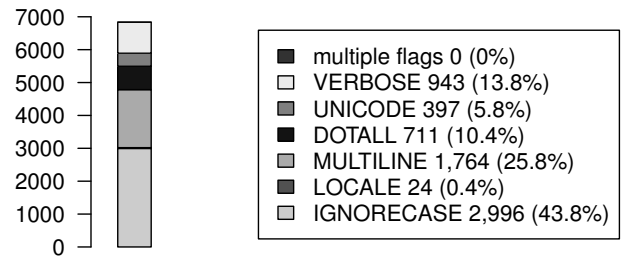 7000
6000
5000
4000
3000
2000
1000
0
multiple flags 0 (0%)
VERBOSE 943 (13.8%)
UNICODE 397 (5.8%)
DOTALL 711 (10.4%)
MULTILINE 1,764 (25.8%)
LOCALE 24 (0.4%)
IGNORECASE 2,996 (43.8%)